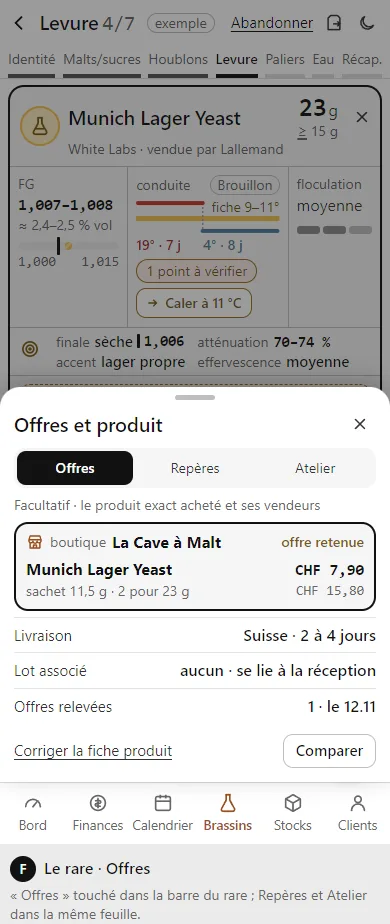 Levure 4/7 exemple Abandonner
Identité Malts/sucres Houblons Levure Paliers Eau Récap.
Munich Lager Yeast 23 g
≥ 15 g
White Labs · vendue par Lallemand
FG conduite Brouillon floculation
1,007–1,008 fiche 9–11° moyenne
≈ 2,4–2,5 % vol
19° · 7 j 4° · 8 j
1,000 1,015
1 point à vérifier
→ Caler à 11 °C
finale sèche 1,006 atténuation 70–74 %
accent lager propre effervescence moyenne
Offres et produit
Offres Repères Atelier
Facultatif · le produit exact acheté et ses vendeurs
boutique La Cave à Malt offre retenue
Munich Lager Yeast CHF 7,90
sachet 11,5 g · 2 pour 23 g CHF 15,80
Livraison Suisse · 2 à 4 jours
Lot associé aucun · se lie à la réception
Offres relevées 1 · le 12.11
Corriger la fiche produit Comparer
Bord Finances Calendrier Brassins Stocks Clients
F Le rare · Offres
« Offres » touché dans la barre du rare ; Repères et Atelier
dans la même feuille.